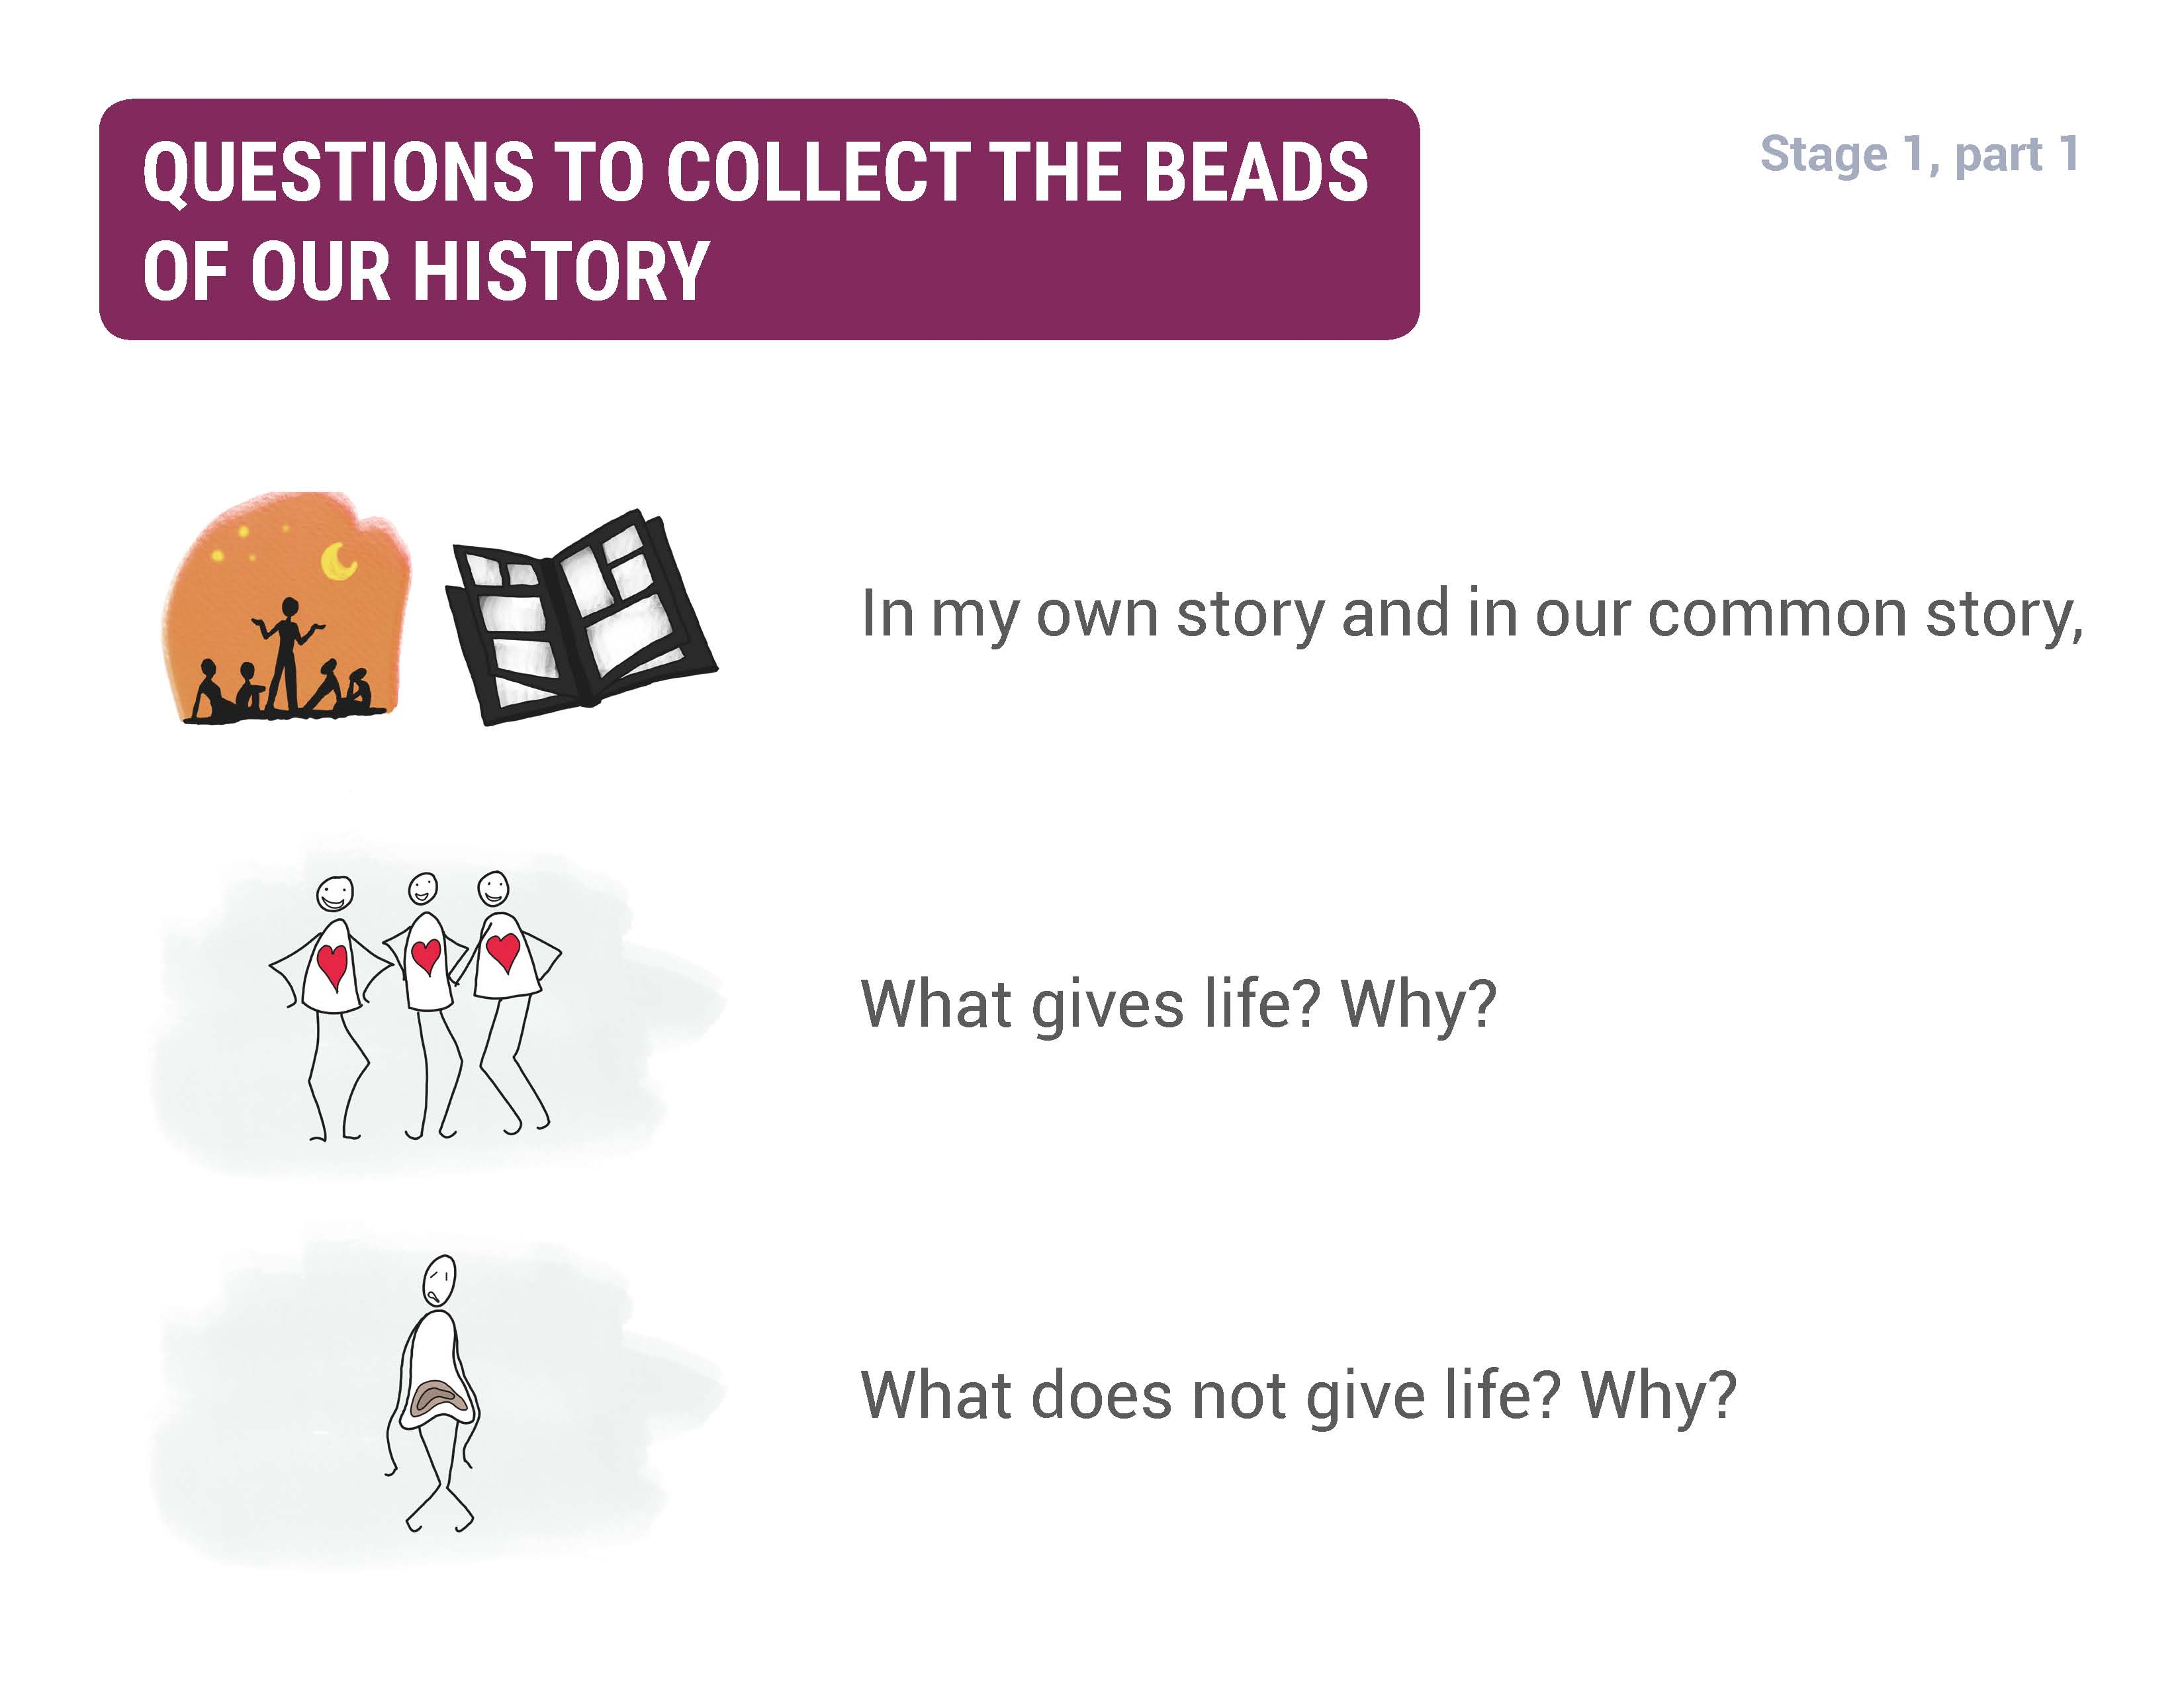 QUESTIONS TO COLLECT THE BEADS
OF OUR HISTORY
Stage 1, part 1
In my own story and in our common story,
What gives life? Why?
What does not give life? Why?